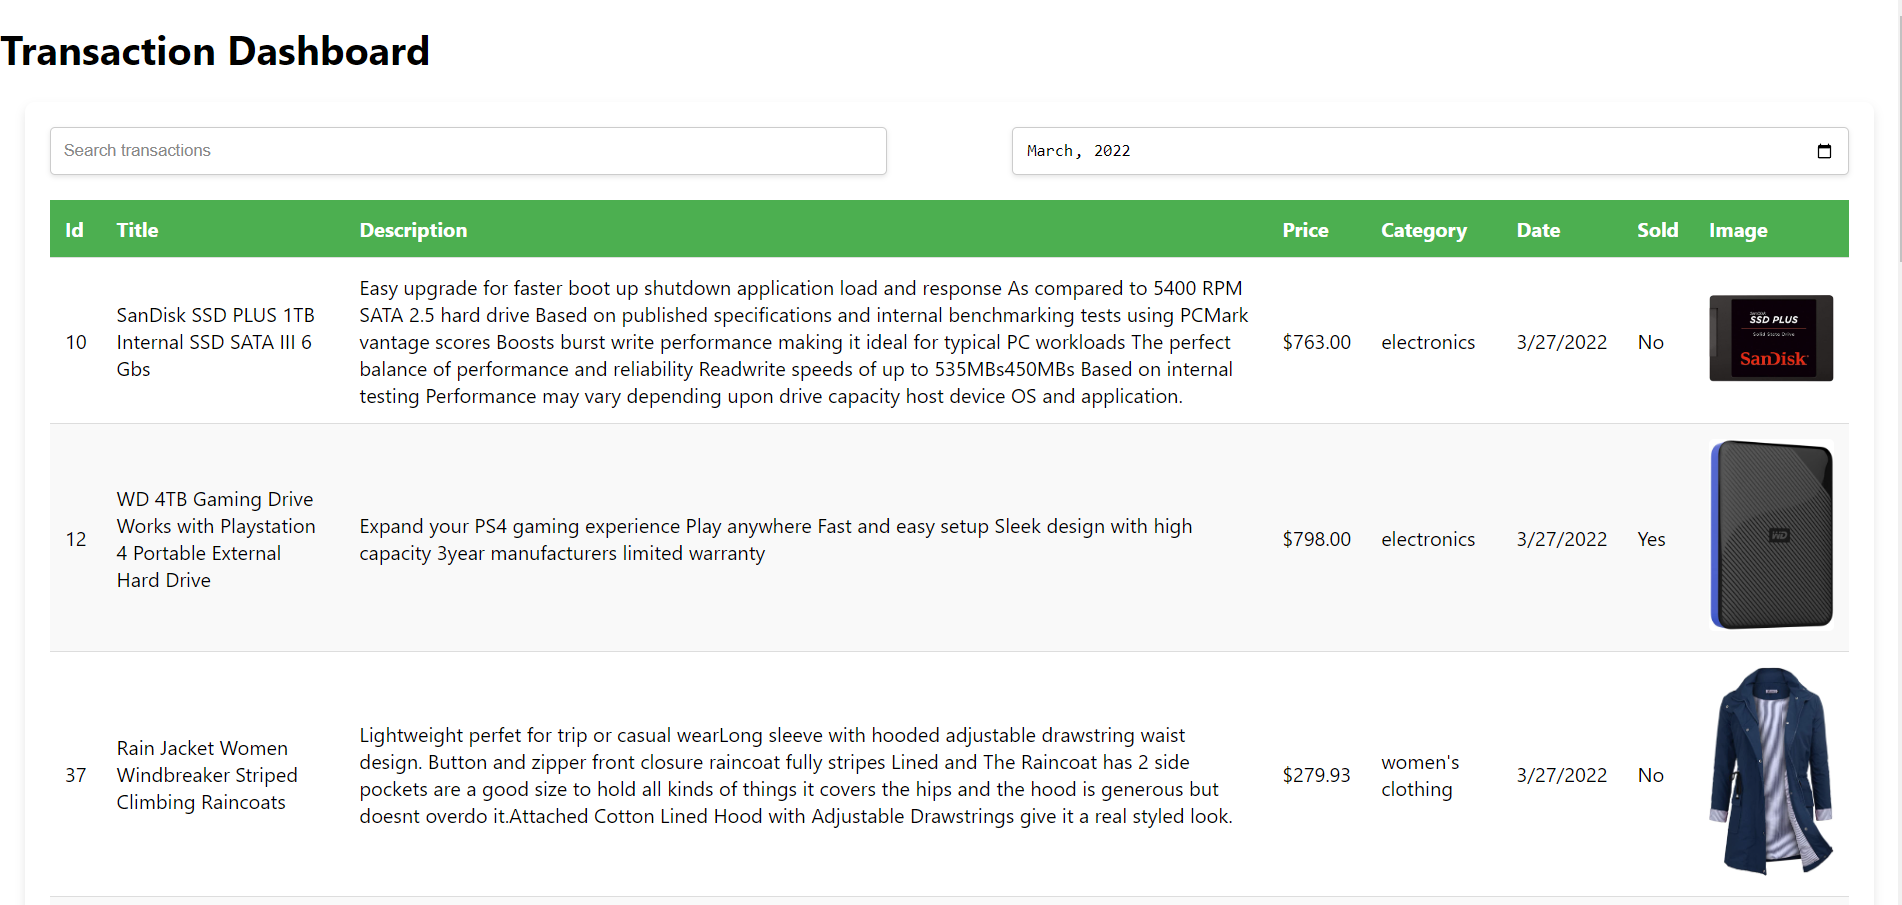 Transaction Dashboard
Search transactions
March, 2022
Id Title Description Price Category Date Sold Image
10
SanDisk SSD PLUS 1TB
Internal SSD SATA III 6
Gbs
Easy upgrade for faster boot up shutdown application load and response As compared to 5400 RPM
SATA 2.5 hard drive Based on published specifications and internal benchmarking tests using PCMark
vantage scores Boosts burst write performance making it ideal for typical PC workloads The perfect
balance of performance and reliability Readwrite speeds of up to 535MBs450MBs Based on internal
testing Performance may vary depending upon drive capacity host device OS and application.
$763.00
electronics
3/27/2022
No
SanDisk
SSD PLUS
Solid State Drive
SanDisk
12
WD 4TB Gaming Drive
Works with Playstation
4 Portable External
Hard Drive
Expand your PS4 gaming experience Play anywhere Fast and easy setup Sleek design with high
capacity 3year manufacturers limited warranty
$798.00
electronics
3/27/2022
Yes
WD
37
Rain Jacket Women
Windbreaker Striped
Climbing Raincoats
Lightweight perfet for trip or casual wearLong sleeve with hooded adjustable drawstring waist
design. Button and zipper front closure raincoat fully stripes Lined and The Raincoat has 2 side
pockets are a good size to hold all kinds of things it covers the hips and the hood is generous but
doesnt overdo it.Attached Cotton Lined Hood with Adjustable Drawstrings give it a real styled look.
$279.93
women's
clothing
3/27/2022
No